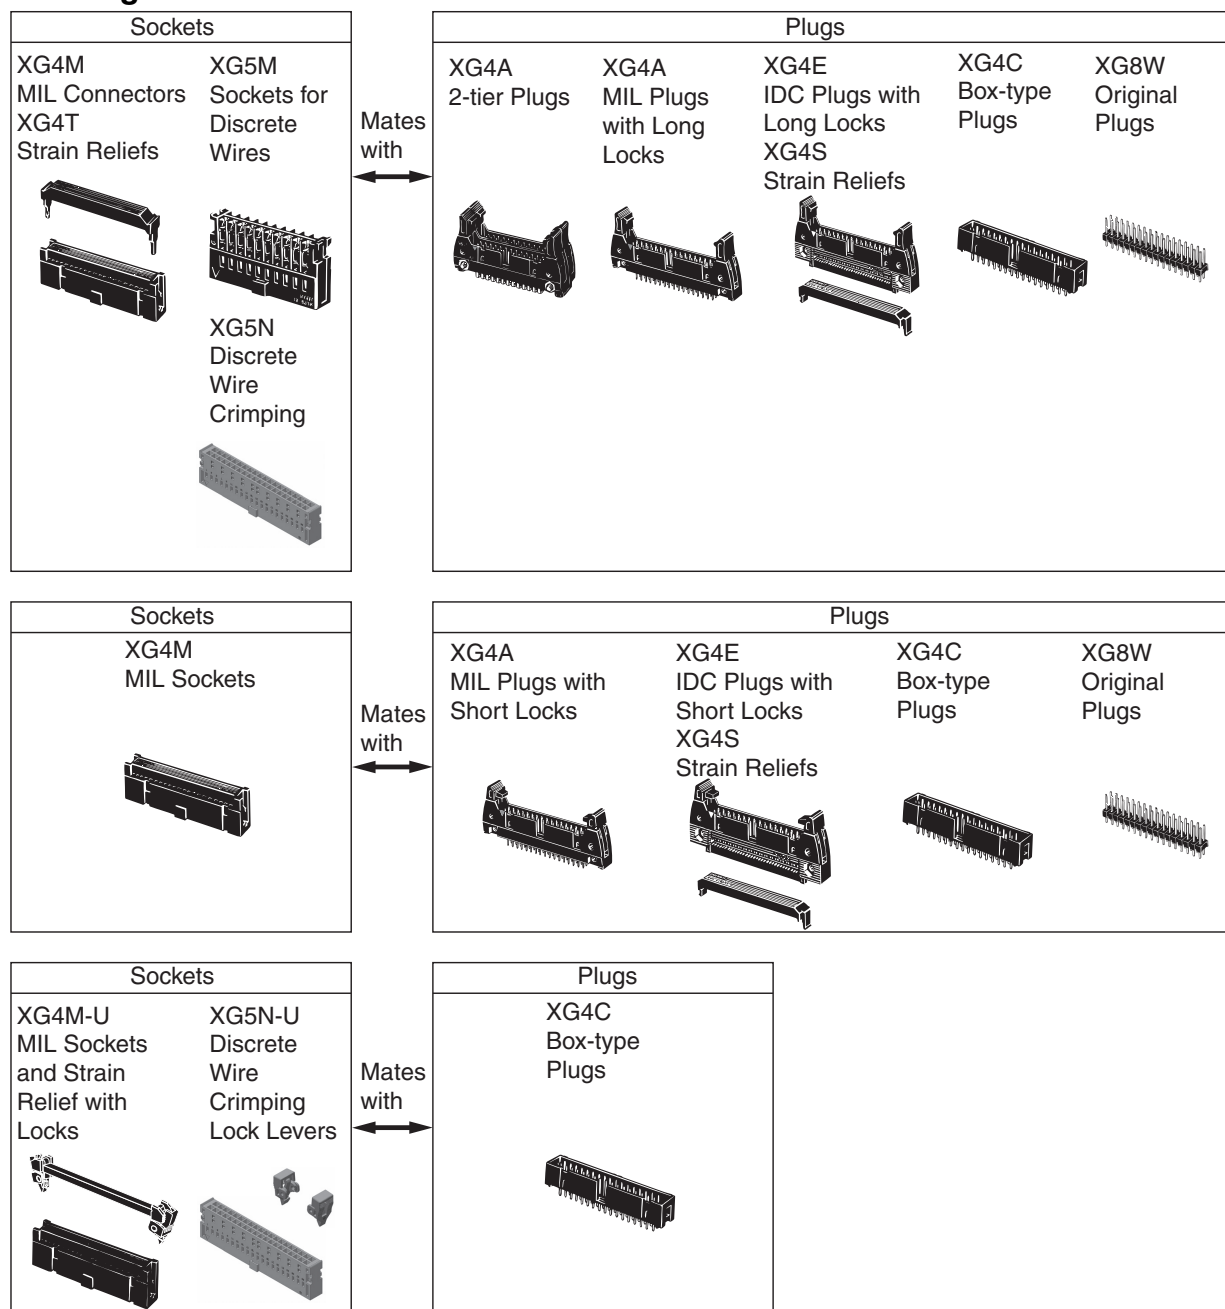 Sockets
XG4M
MIL Connectors
XG4T
Strain Reliefs
XG5M
Sockets for
Discrete
Wires
XG5N
Discrete
Wire
Crimping
Mates
with
Plugs
XG4A
2-tier Plugs
XG4A
MIL Plugs
with Long
Locks
XG4E
IDC Plugs with
Long Locks
XG4S
Strain Reliefs
XG4C
Box-type
Plugs
XG8W
Original
Plugs
Sockets
XG4M
MIL Sockets
Mates
with
Plugs
XG4A
MIL Plugs with
Short Locks
XG4E
IDC Plugs with
Short Locks
XG4S
Strain Reliefs
XG4C
Box-type
Plugs
XG8W
Original
Plugs
Sockets
XG4M-U
MIL Sockets
and Strain
Relief with
Locks
XG5N-U
Discrete
Wire
Crimping
Lock Levers
Mates
with
Plugs
XG4C
Box-type
Plugs